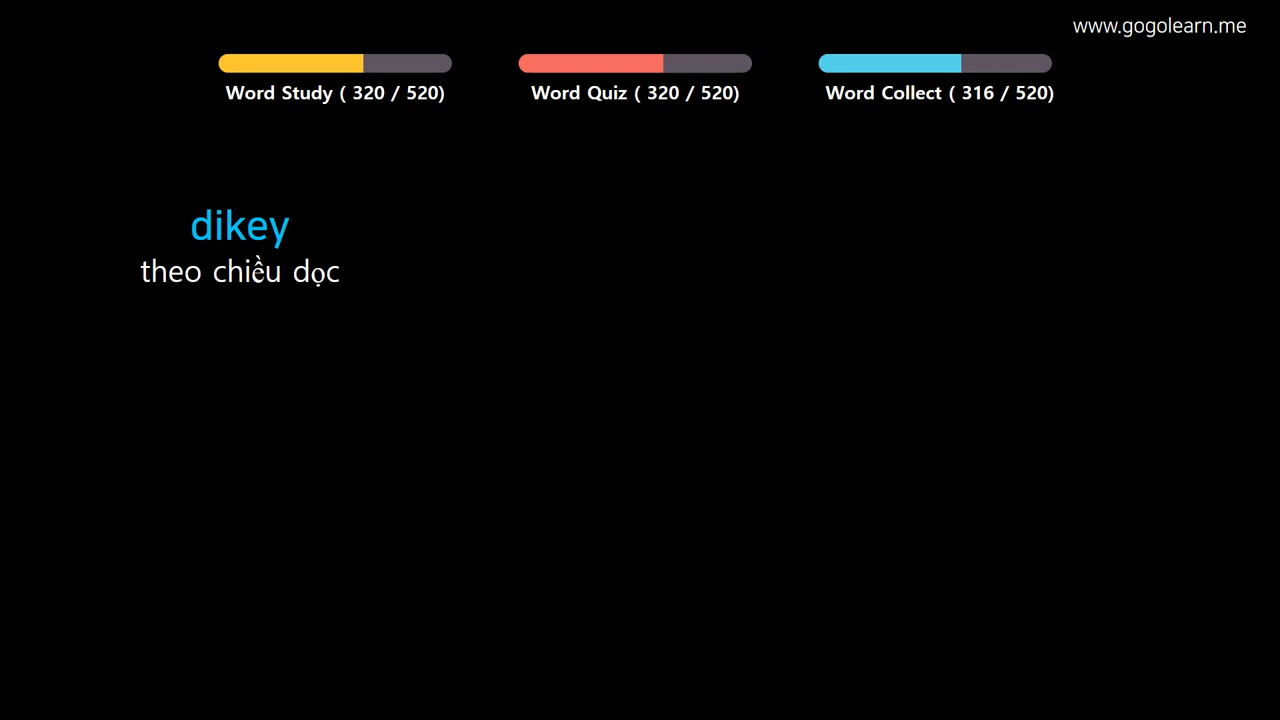 www.gogolearn.me
Word Study ( 320 / 520)
Word Quiz ( 320 / 520)
Word Collect ( 316 / 520)
dikey
theo chiều dọc